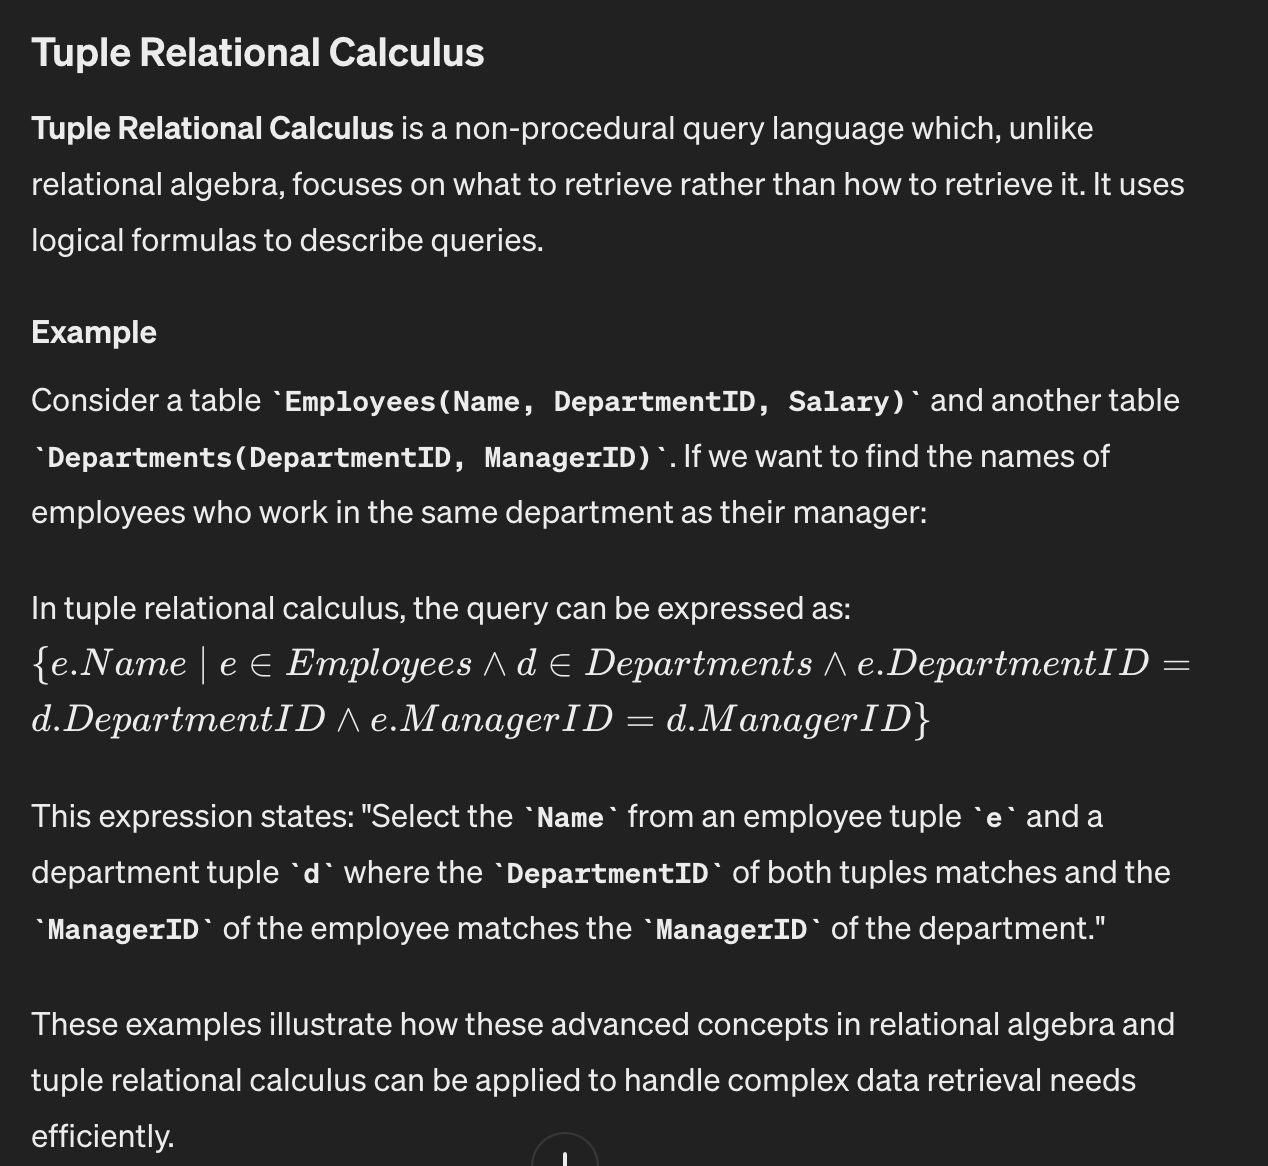 Tuple Relational Calculus
Tuple Relational Calculus is a non-procedural query language which, unlike
relational algebra, focuses on what to retrieve rather than how to retrieve it. It uses
logical formulas to describe queries.
Example
Consider a table `Employees(Name, DepartmentID, Salary)` and another table
`Departments(DepartmentID, ManagerID)`. If we want to find the names of
employees who work in the same department as their manager:
In tuple relational calculus, the query can be expressed as:
{e.Name | e ∈ Employees ∧ d ∈ Departments ∧ e.DepartmentID =
d.DepartmentID ∧ e.ManagerID = d.ManagerID}
This expression states: "Select the `Name` from an employee tuple `e` and a
department tuple `d` where the `DepartmentID` of both tuples matches and the
`ManagerID` of the employee matches the `ManagerID` of the department."
These examples illustrate how these advanced concepts in relational algebra and
tuple relational calculus can be applied to handle complex data retrieval needs
efficiently.